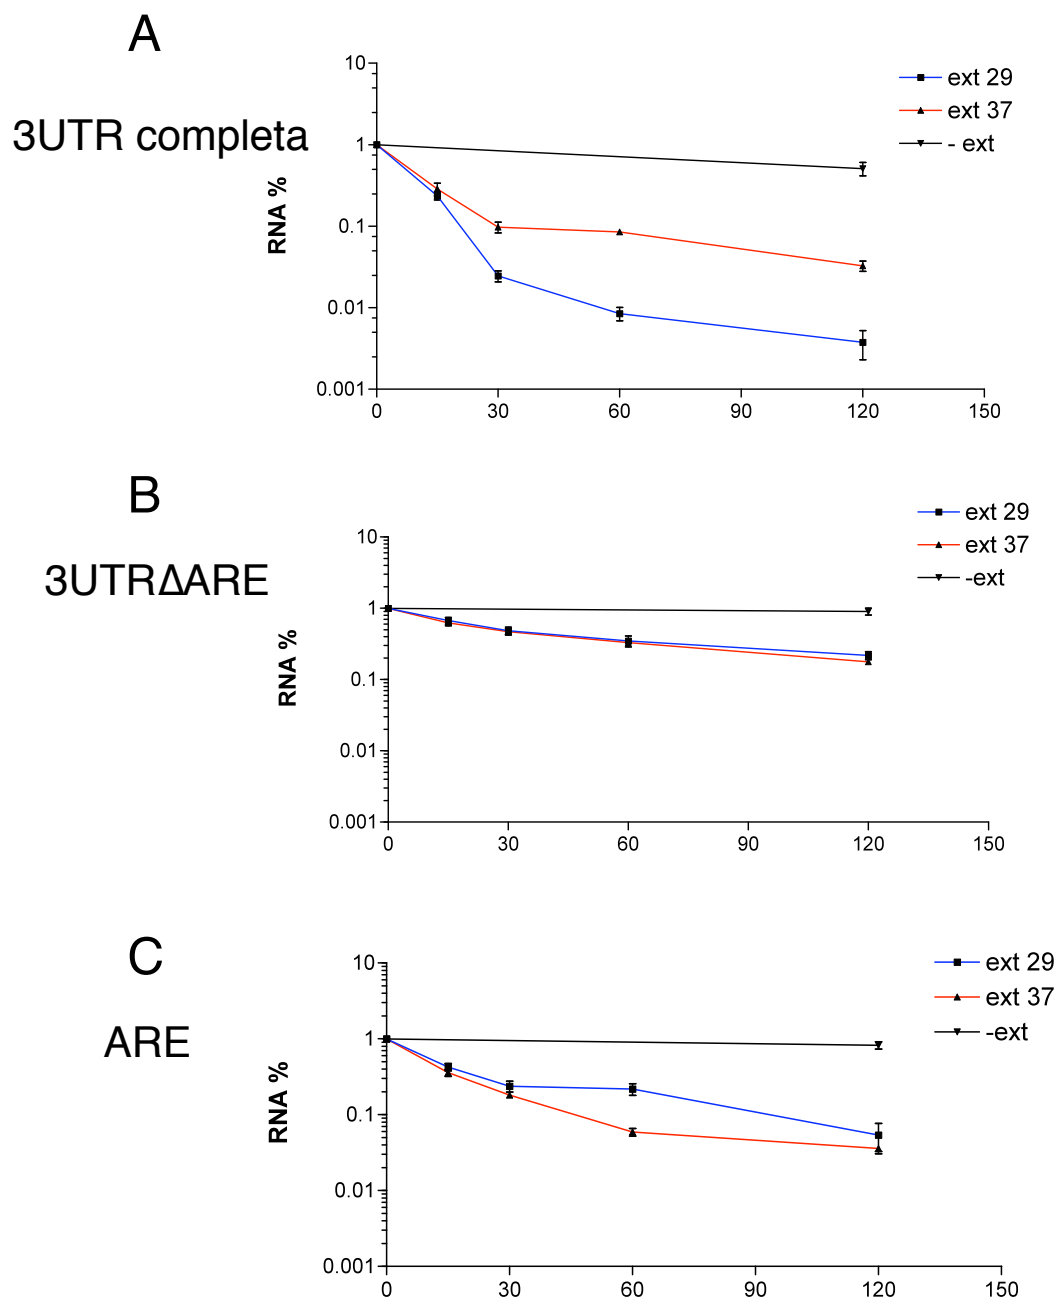 A
3UTR completa
RNA %
10
1
0.1
0.01
0.001
0 30 60 90 120 150
ext 29
ext 37
- ext
B
3UTRΔARE
RNA %
10
1
0.1
0.01
0.001
0 30 60 90 120 150
ext 29
ext 37
-ext
C
ARE
RNA %
10
1
0.1
0.01
0.001
0 30 60 90 120 150
ext 29
ext 37
-ext